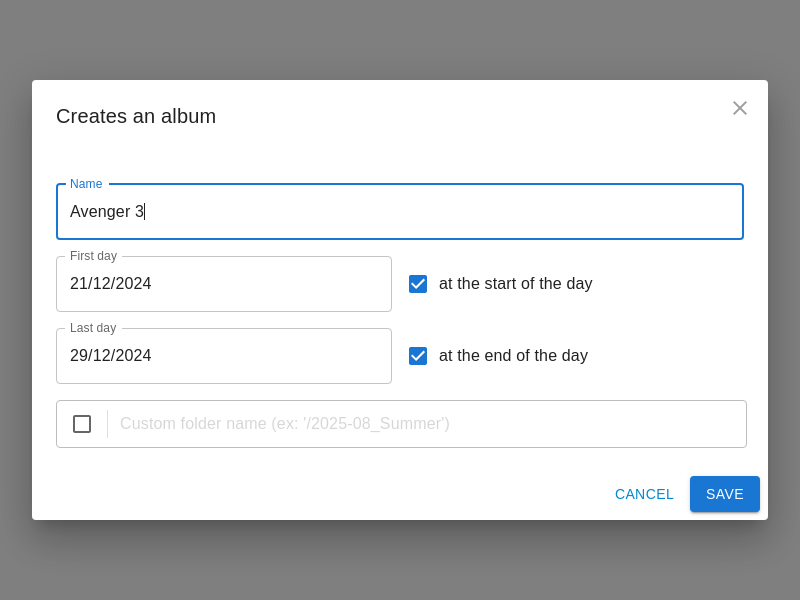 Creates an album
Name
Avenger 3
First day
21/12/2024
at the start of the day
Last day
29/12/2024
at the end of the day
Custom folder name (ex: '/2025-08_Summer')
CANCEL
SAVE